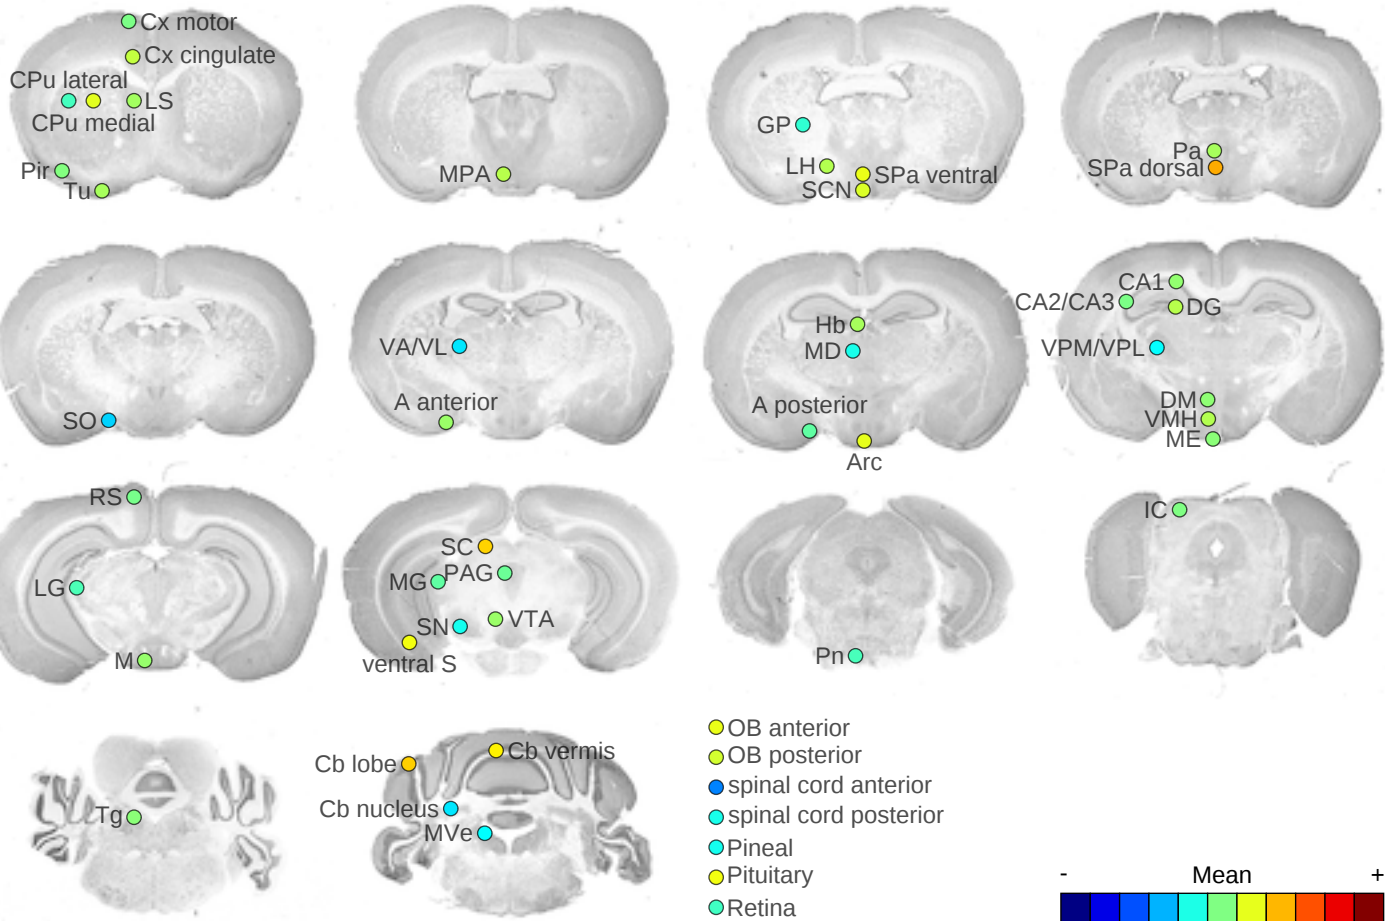 Cx motor
Cx cingulate
CPu lateral
LS
CPu medial
Pir
Tu
MPA
GP
LH
SPa ventral
SCN
Pa
SPa dorsal
SO
VA/VL
A anterior
Hb
MD
A posterior
Arc
CA1
CA2/CA3
DG
VPM/VPL
DM
VMH
ME
RS
LG
M
SC
MG
PAG
SN
VTA
ventral S
Pn
IC
Tg
Cb lobe
Cb vermis
Cb nucleus
MVe
OB anterior
OB posterior
spinal cord anterior
spinal cord posterior
Pineal
Pituitary
Retina
- Mean +